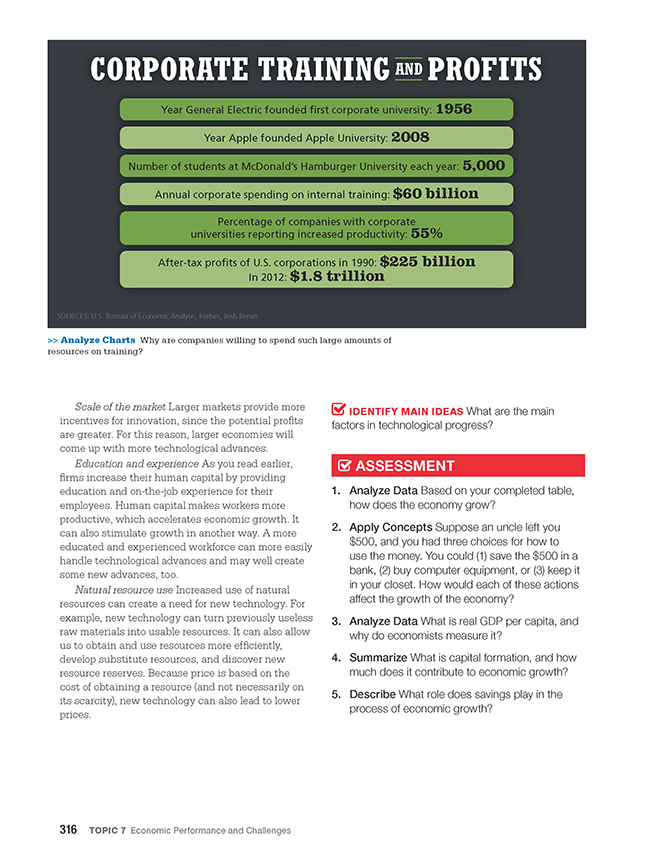 CORPORATE TRAINING AND PROFITS
Year General Electric founded first corporate university: 1956
Year Apple founded Apple University: 2008
Number of students at McDonald's Hamburger University each year: 5,000
Annual corporate spending on internal training: $60 billion
Percentage of companies with corporate
universities reporting increased productivity: 55%
After-tax profits of U.S. corporations in 1990: $225 billion
In 2012: $1.8 trillion
SOURCES: U.S. Bureau of Economic Analysis, Forbes, Josh Bersin
>> Analyze Charts Why are companies willing to spend such large amounts of
resources on training?
Scale of the market Larger markets provide more
incentives for innovation, since the potential profits
are greater. For this reason, larger economies will
come up with more technological advances.
Education and experience As you read earlier,
firms increase their human capital by providing
education and on-the-job experience for their
employees. Human capital makes workers more
productive, which accelerates economic growth. It
can also stimulate growth in another way. A more
educated and experienced workforce can more easily
handle technological advances and may well create
some new advances, too.
Natural resource use Increased use of natural
resources can create a need for new technology. For
example, new technology can turn previously useless
raw materials into usable resources. It can also allow
us to obtain and use resources more efficiently,
develop substitute resources, and discover new
resource reserves. Because price is based on the
cost of obtaining a resource (and not necessarily on
its scarcity), new technology can also lead to lower
prices.
IDENTIFY MAIN IDEAS What are the main
factors in technological progress?
ASSESSMENT
1. Analyze Data Based on your completed table,
how does the economy grow?
2. Apply Concepts Suppose an uncle left you
$500, and you had three choices for how to
use the money. You could (1) save the $500 in a
bank, (2) buy computer equipment, or (3) keep it
in your closet. How would each of these actions
affect the growth of the economy?
3. Analyze Data What is real GDP per capita, and
why do economists measure it?
4. Summarize What is capital formation, and how
much does it contribute to economic growth?
5. Describe What role does savings play in the
process of economic growth?
316 TOPIC 7 Economic Performance and Challenges